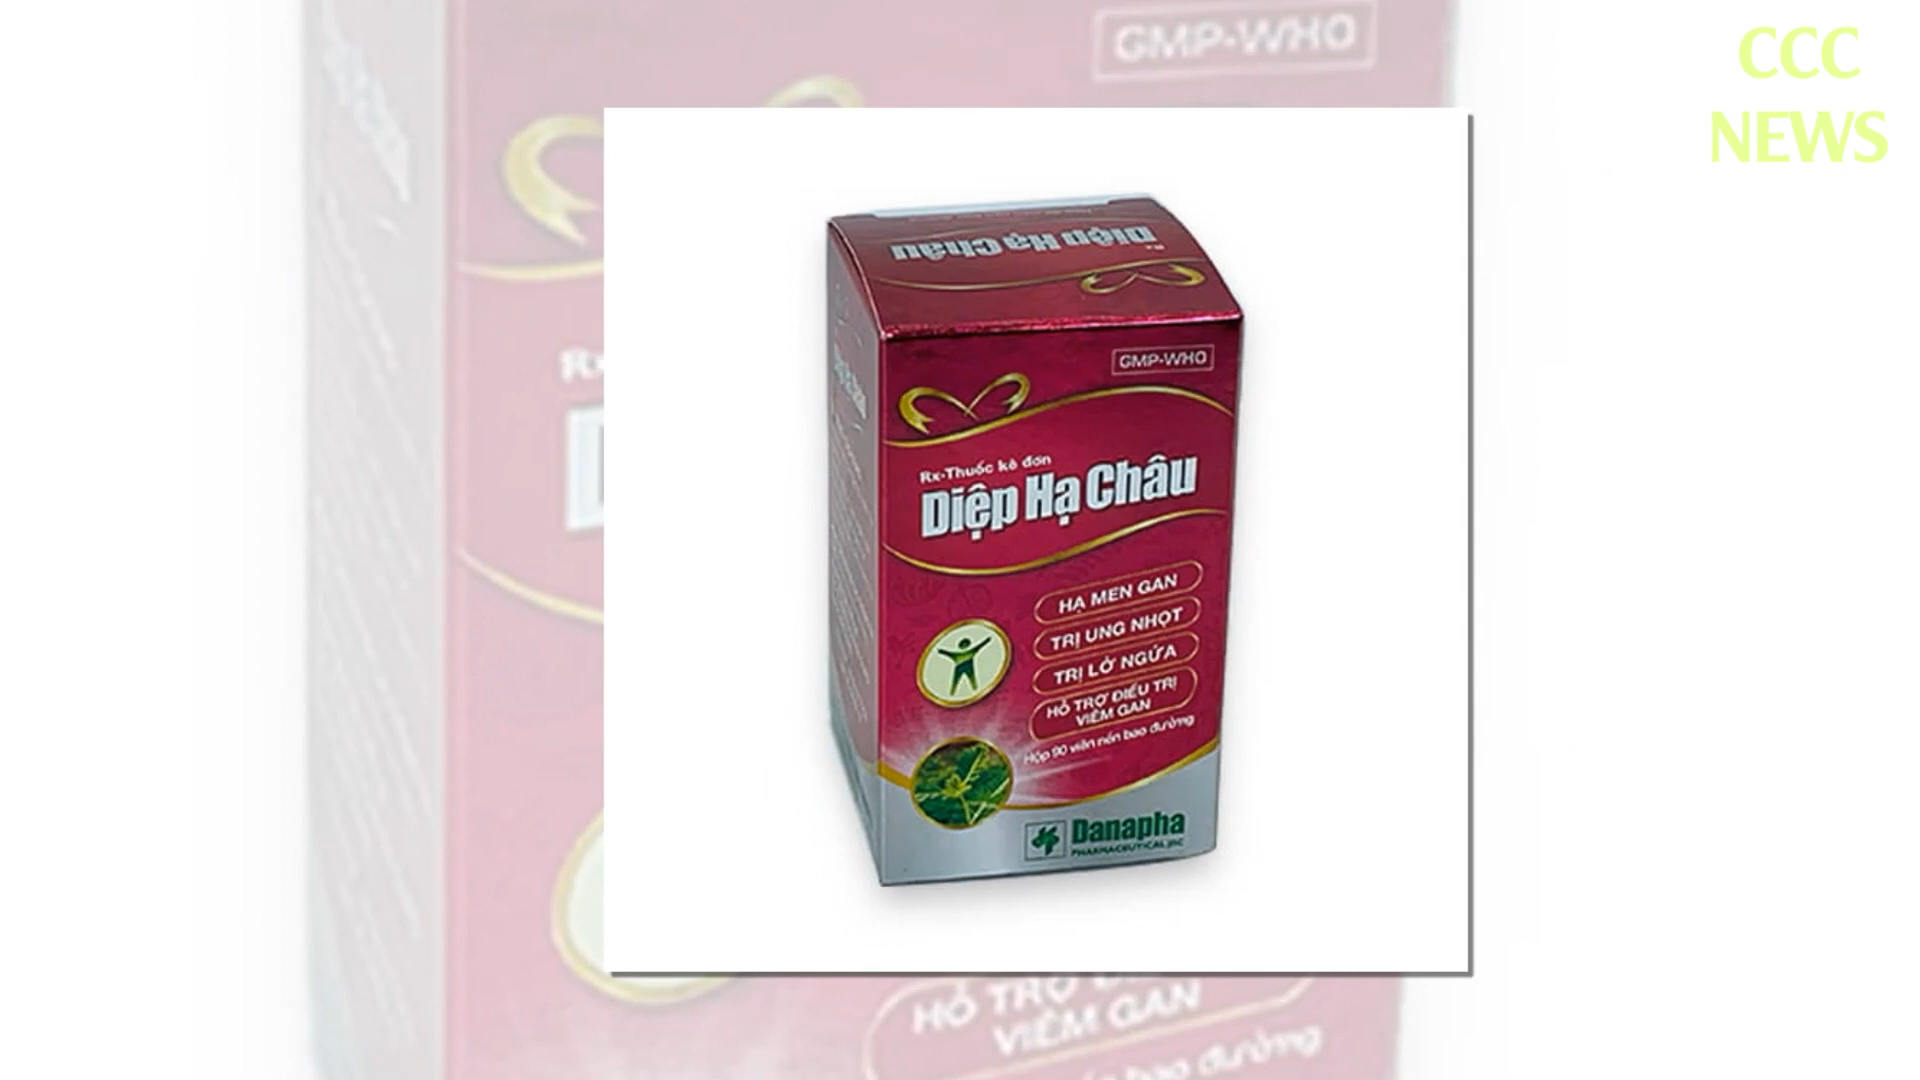 CCC
NEWS
GMP-WHO
Diệp Hạ Châu
GMP-WHO
Rx-Thuốc kê đơn
Diệp Hạ Châu
HẠ MEN GAN
TRỊ UNG NHỌT
TRỊ LỞ NGỨA
HỖ TRỢ ĐIỀU TRỊ
VIÊM GAN
Hộp 90 viên nén bao đường
Danapha
PHARMACEUTICAL JSC
HỖ TRỢ
VIÊM GAN
bao đường